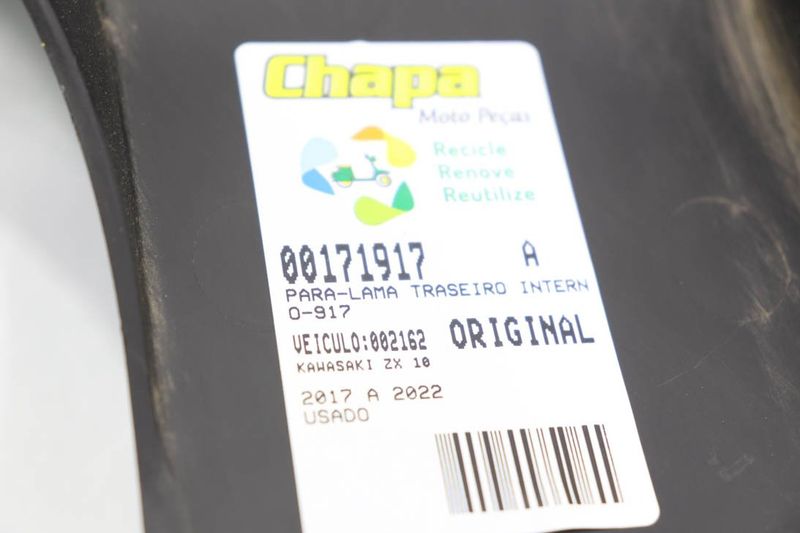 Chapa
Moto Peças
Recicle
Renove
Reutilize
00171917 A
PARA-LAMA TRASEIRO INTERN
O-917
VEICULO:002162 ORIGINAL
KAWASAKI ZX 10
2017 A 2022
USADO